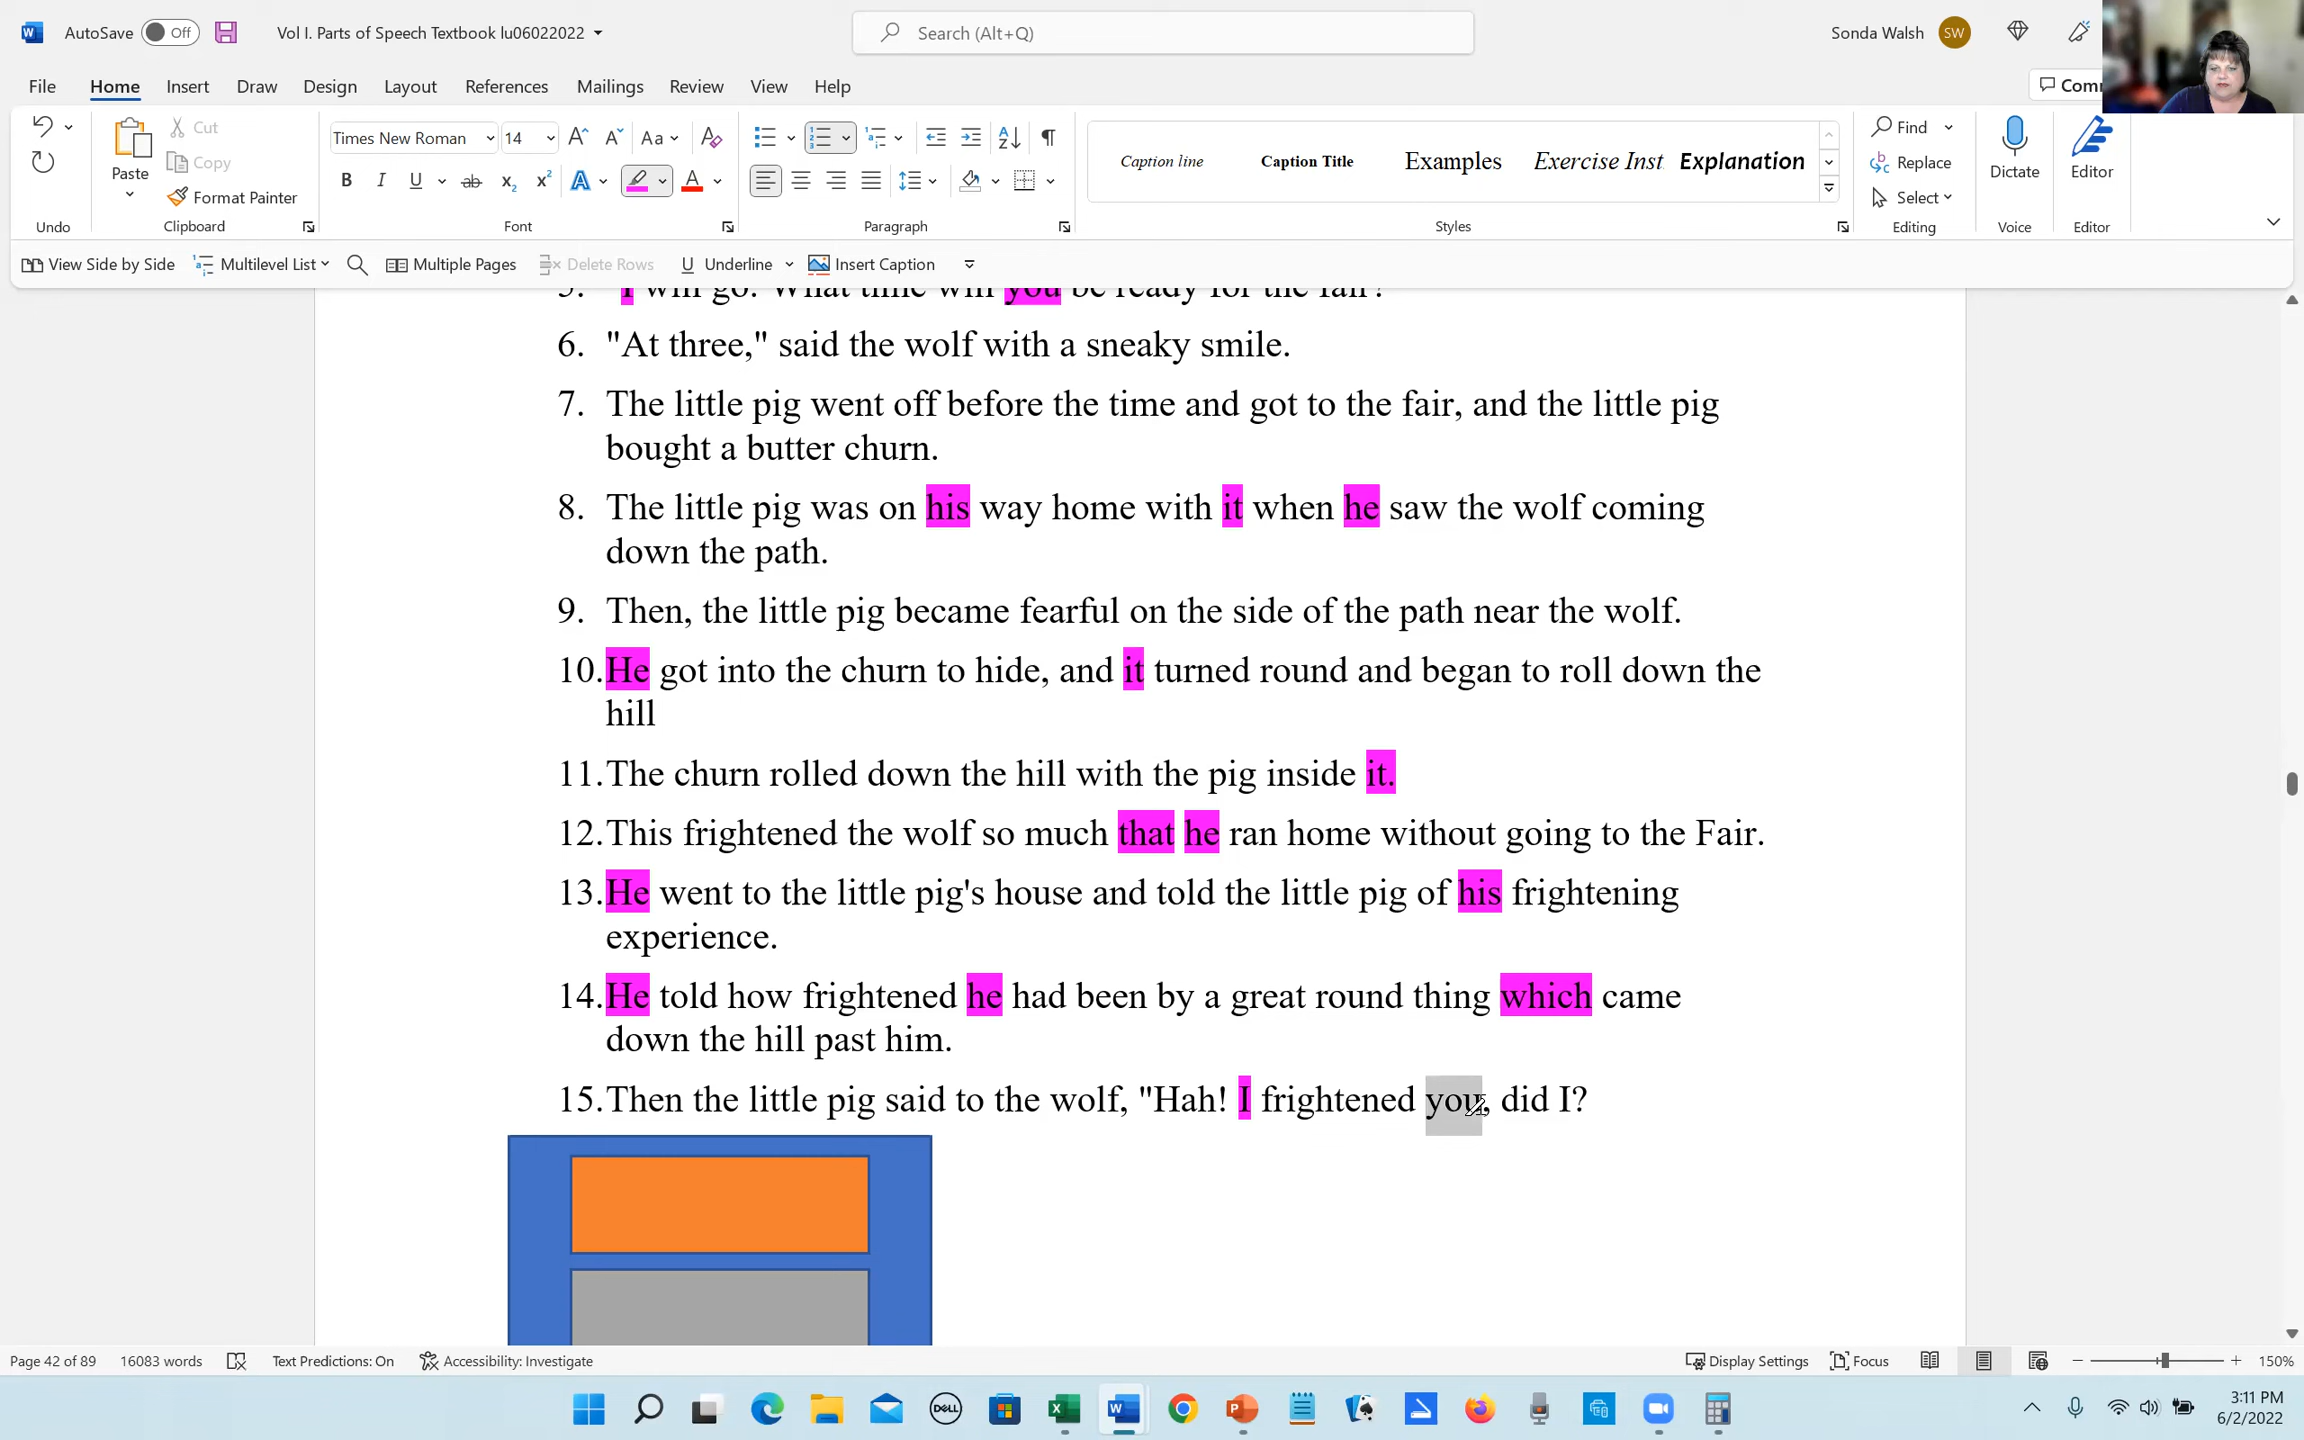 AutoSave Off Vol I. Parts of Speech Textbook lu06022022 Search (Alt+Q) Sonda Walsh SW
File Home Insert Draw Design Layout References Mailings Review View Help
Cut
Copy
Paste
Format Painter
Times New Roman 14
Caption line Caption Title Examples Exercise Inst Explanation
Find
Replace
Select
Dictate Editor
Undo Clipboard Font Paragraph Styles Editing Voice Editor
View Side by Side Multilevel List Multiple Pages Delete Rows Underline Insert Caption
5. "I will go. What time will you be ready for the fair?
6. "At three," said the wolf with a sneaky smile.
7. The little pig went off before the time and got to the fair, and the little pig
bought a butter churn.
8. The little pig was on his way home with it when he saw the wolf coming
down the path.
9. Then, the little pig became fearful on the side of the path near the wolf.
10. He got into the churn to hide, and it turned round and began to roll down the
hill
11. The churn rolled down the hill with the pig inside it.
12. This frightened the wolf so much that he ran home without going to the Fair.
13. He went to the little pig's house and told the little pig of his frightening
experience.
14. He told how frightened he had been by a great round thing which came
down the hill past him.
15. Then the little pig said to the wolf, "Hah! I frightened you, did I?
Page 42 of 89 16083 words Text Predictions: On Accessibility: Investigate Display Settings Focus 150%
DELL
3:11 PM
6/2/2022